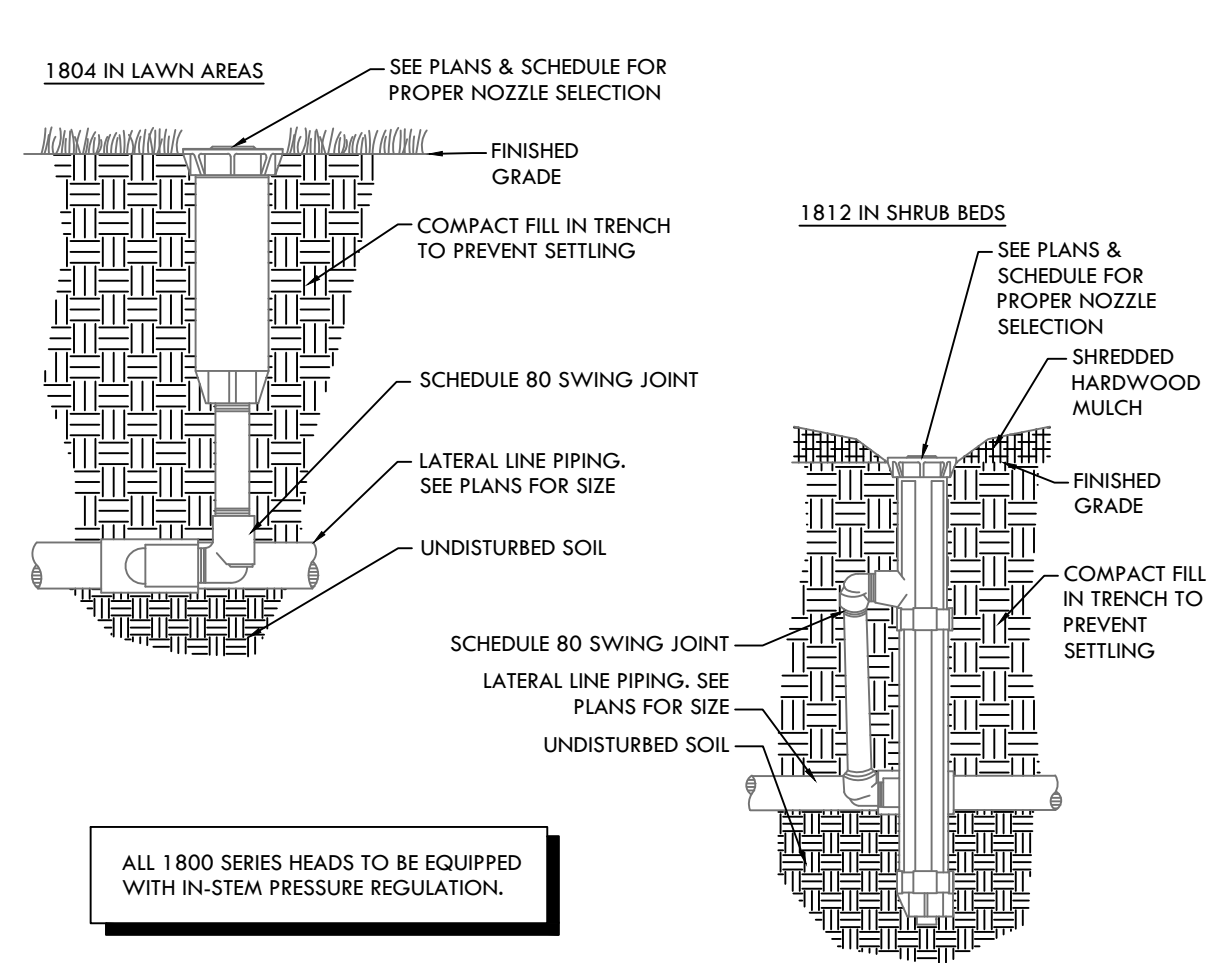 1804 IN LAWN AREAS
SEE PLANS & SCHEDULE FOR
PROPER NOZZLE SELECTION
FINISHED
GRADE
COMPACT FILL IN TRENCH
TO PREVENT SETTLING
SCHEDULE 80 SWING JOINT
LATERAL LINE PIPING.
SEE PLANS FOR SIZE
UNDISTURBED SOIL
1812 IN SHRUB BEDS
SEE PLANS &
SCHEDULE FOR
PROPER NOZZLE
SELECTION
SHREDDED
HARDWOOD
MULCH
FINISHED
GRADE
COMPACT FILL
IN TRENCH TO
PREVENT
SETTLING
SCHEDULE 80 SWING JOINT
LATERAL LINE PIPING. SEE
PLANS FOR SIZE
UNDISTURBED SOIL
ALL 1800 SERIES HEADS TO BE EQUIPPED
WITH IN-STEM PRESSURE REGULATION.